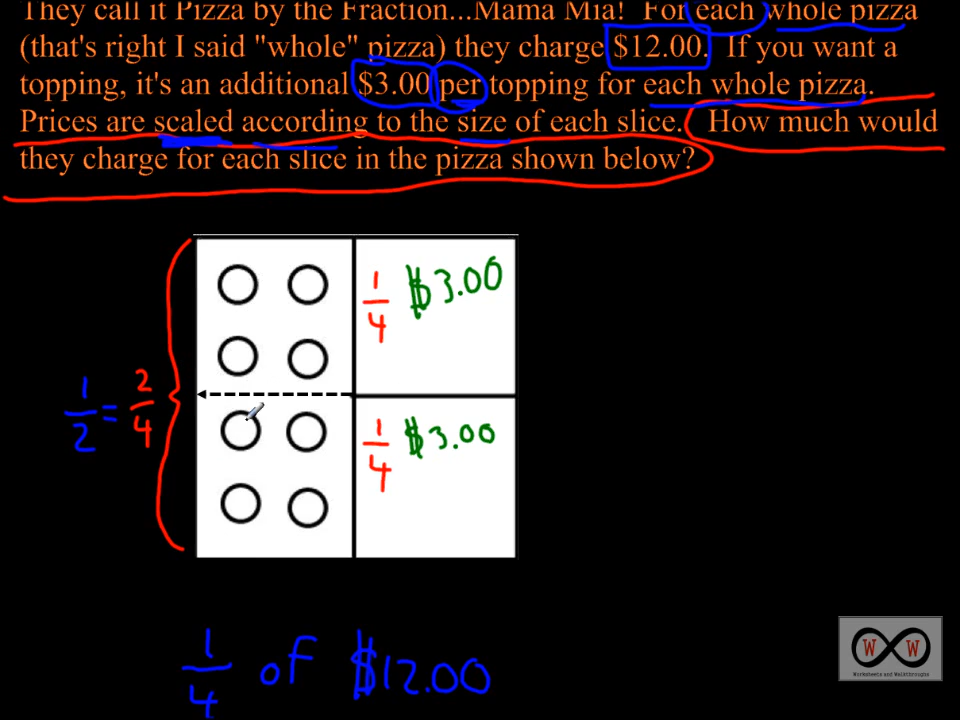 They call it Pizza by the Fraction...Mama Mia! For each whole pizza
(that's right I said "whole" pizza) they charge $12.00. If you want a
topping, it's an additional $3.00 per topping for each whole pizza.
Prices are scaled according to the size of each slice. How much would
they charge for each slice in the pizza shown below?
1/4 $3.00
1/2 = 2/4
1/4 $3.00
1/4 of $12.00
W W
Worksheets and Walkthroughs